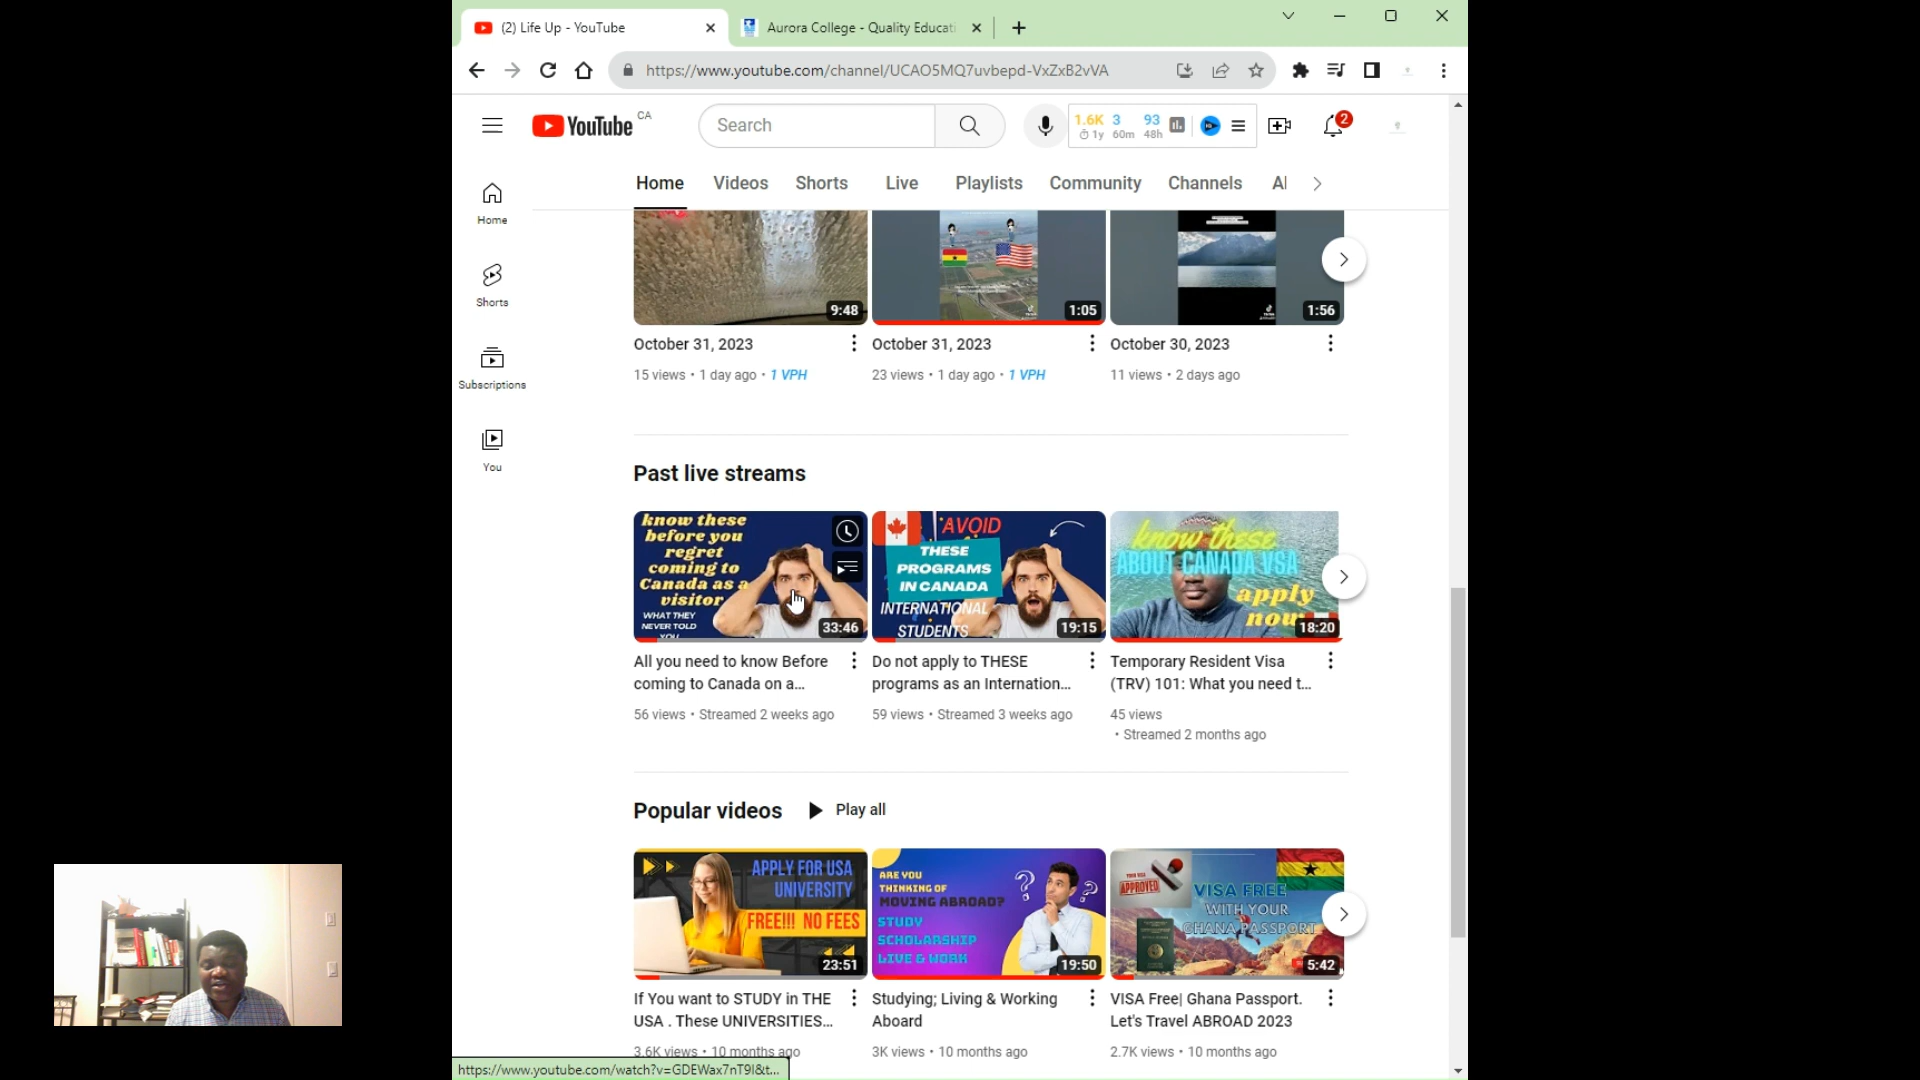 (2) Life Up - YouTube
Aurora College - Quality Educati
https://www.youtube.com/channel/UCAO5MQ7uvbepd-VxZxB2vVA
YouTube CA
Search
1.6K 3 93
1y 60m 48h
2
Home Videos Shorts Live Playlists Community Channels Al
Home
Shorts
Subscriptions
You
9:48
October 31, 2023
15 views • 1 day ago • 1 VPH
1:05
October 31, 2023
23 views • 1 day ago • 1 VPH
1:56
October 30, 2023
11 views • 2 days ago
Past live streams
know these
before you
regret
coming to
Canada as a
visitor
WHAT THEY
NEVER TOLD
YOU
33:46
All you need to know Before
coming to Canada on a...
56 views • Streamed 2 weeks ago
AVOID
THESE
PROGRAMS
IN CANADA
INTERNATIONAL
STUDENTS
19:15
Do not apply to THESE
programs as an Internation...
59 views • Streamed 3 weeks ago
know these
ABOUT CANADA VSA
apply
now
18:20
Temporary Resident Visa
(TRV) 101: What you need t...
45 views
• Streamed 2 months ago
Popular videos
Play all
APPLY FOR USA
UNIVERSITY
FREE!!! NO FEES
23:51
If You want to STUDY in THE
USA . These UNIVERSITIES...
3.6K views • 10 months ago
ARE YOU
THINKING OF
MOVING ABROAD?
STUDY
SCHOLARSHIP
LIVE & WORK
19:50
Studying; Living & Working
Aboard
3K views • 10 months ago
APPROVED
VISA FREE
WITH YOUR
GHANA PASSPORT
5:42
VISA Free| Ghana Passport.
Let's Travel ABROAD 2023
2.7K views • 10 months ago
https://www.youtube.com/watch?v=GDEWax7nT9I&t...